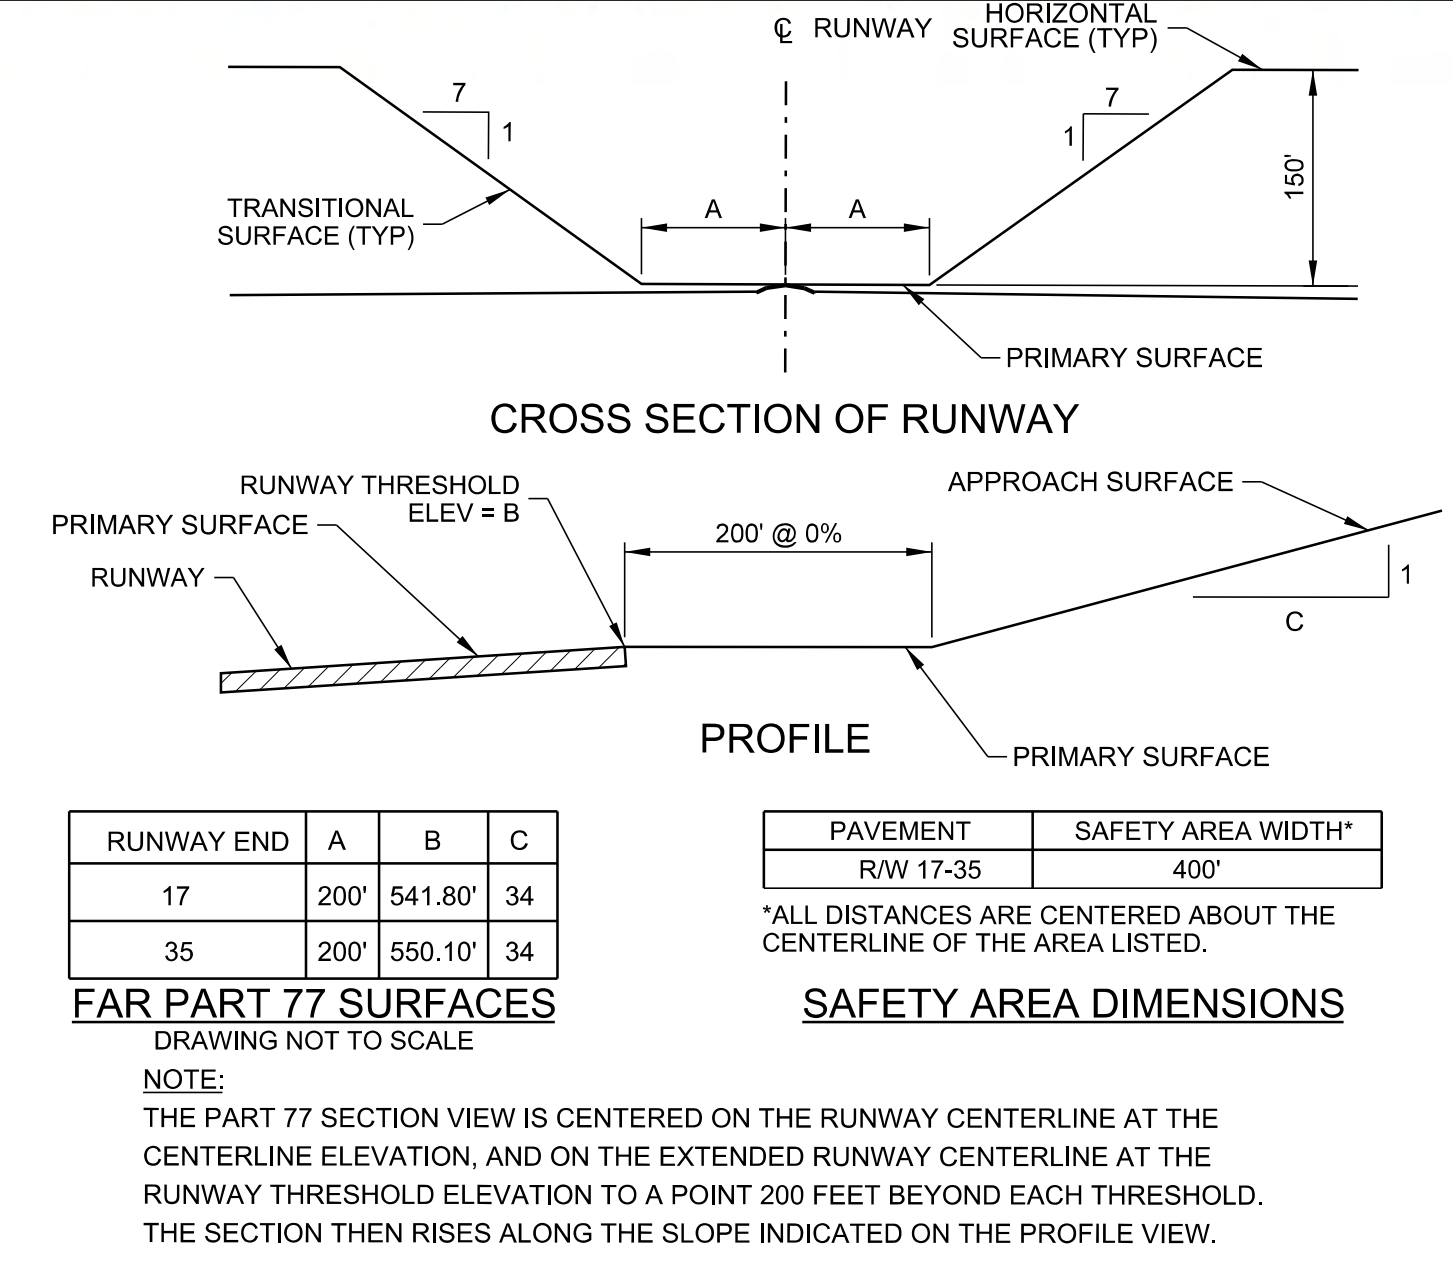 ℄ RUNWAY
HORIZONTAL
SURFACE (TYP)
7
1
7
1
150'
TRANSITIONAL
SURFACE (TYP)
A
A
PRIMARY SURFACE
CROSS SECTION OF RUNWAY
RUNWAY THRESHOLD
ELEV = B
APPROACH SURFACE
PRIMARY SURFACE
200' @ 0%
RUNWAY
1
C
PROFILE
PRIMARY SURFACE
RUNWAY END A B C
17 200' 541.80' 34
35 200' 550.10' 34
FAR PART 77 SURFACES
DRAWING NOT TO SCALE
PAVEMENT SAFETY AREA WIDTH*
R/W 17-35 400'
*ALL DISTANCES ARE CENTERED ABOUT THE
CENTERLINE OF THE AREA LISTED.
SAFETY AREA DIMENSIONS
NOTE:
THE PART 77 SECTION VIEW IS CENTERED ON THE RUNWAY CENTERLINE AT THE
CENTERLINE ELEVATION, AND ON THE EXTENDED RUNWAY CENTERLINE AT THE
RUNWAY THRESHOLD ELEVATION TO A POINT 200 FEET BEYOND EACH THRESHOLD.
THE SECTION THEN RISES ALONG THE SLOPE INDICATED ON THE PROFILE VIEW.